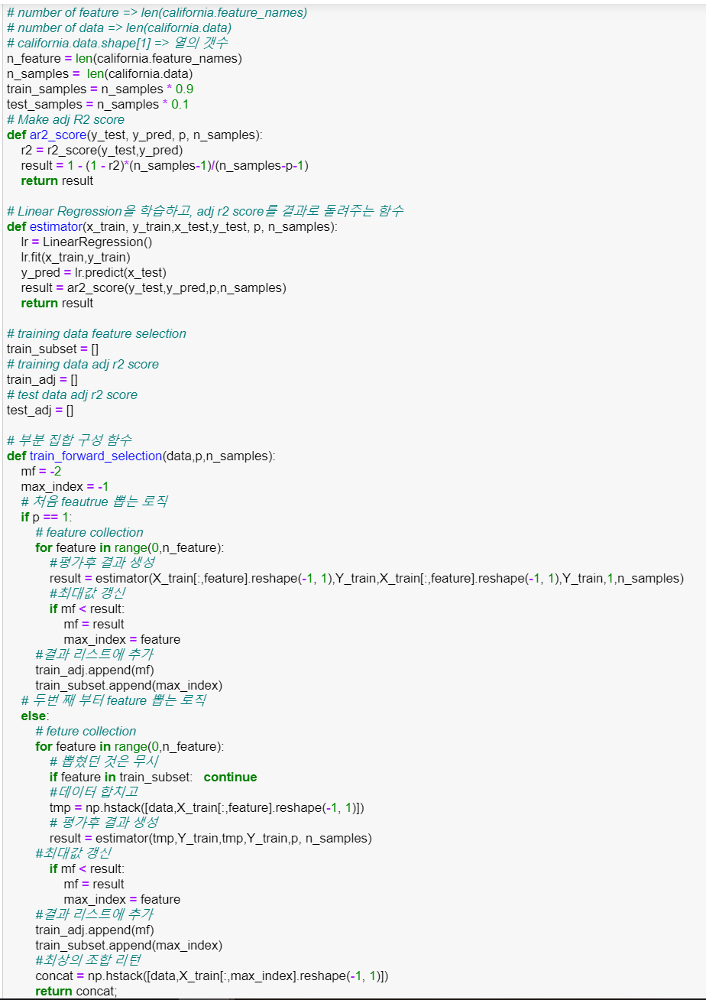 # number of feature => len(california.feature_names)
# number of data => len(california.data)
# california.data.shape[1] => 열의 갯수
n_feature = len(california.feature_names)
n_samples =  len(california.data)
train_samples = n_samples * 0.9
test_samples = n_samples * 0.1
# Make adj R2 score
def ar2_score(y_test, y_pred, p, n_samples):
    r2 = r2_score(y_test,y_pred)
    result = 1 - (1 - r2)*(n_samples-1)/(n_samples-p-1)
    return result

# Linear Regression을 학습하고, adj r2 score를 결과로 돌려주는 함수
def estimator(x_train, y_train,x_test,y_test, p, n_samples):
    lr = LinearRegression()
    lr.fit(x_train,y_train)
    y_pred = lr.predict(x_test)
    result = ar2_score(y_test,y_pred,p,n_samples)
    return result

# training data feature selection
train_subset = []
# training data adj r2 score
train_adj = []
# test data adj r2 score
test_adj = []

# 부분 집합 구성 함수
def train_forward_selection(data,p,n_samples):
    mf = -2
    max_index = -1
    # 처음 feautrue 뽑는 로직
    if p == 1:
        # feature collection
        for feature in range(0,n_feature):
            #평가후 결과 생성
            result = estimator(X_train[:,feature].reshape(-1, 1),Y_train,X_train[:,feature].reshape(-1, 1),Y_train,1,n_samples)
            #최대값 갱신
            if mf < result:
                mf = result
                max_index = feature
        #결과 리스트에 추가
        train_adj.append(mf)
        train_subset.append(max_index)
    # 두번 째 부터 feature 뽑는 로직
    else:
        # feture collection
        for feature in range(0,n_feature):
            # 뽑혔던 것은 무시
            if feature in train_subset:   continue
            #데이터 합치고
            tmp = np.hstack([data,X_train[:,feature].reshape(-1, 1)])
            # 평가후 결과 생성
            result = estimator(tmp,Y_train,tmp,Y_train,p, n_samples)
        #최대값 갱신
            if mf < result:
                mf = result
                max_index = feature
        #결과 리스트에 추가
        train_adj.append(mf)
        train_subset.append(max_index)
        #최상의 조합 리턴
        concat = np.hstack([data,X_train[:,max_index].reshape(-1, 1)])
        return concat;